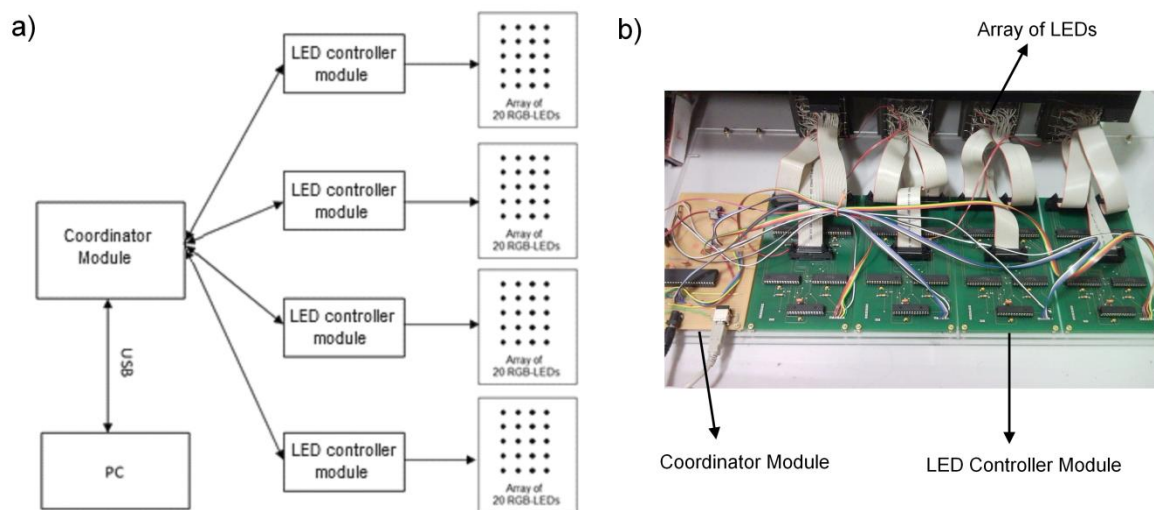 a)
LED controller
module
Array of
20 RGB-LEDs
LED controller
module
Array of
20 RGB-LEDs
Coordinator
Module
LED controller
module
Array of
20 RGB-LEDs
USB
LED controller
module
Array of
20 RGB-LEDs
PC
b)
Array of LEDs
Coordinator Module
LED Controller Module